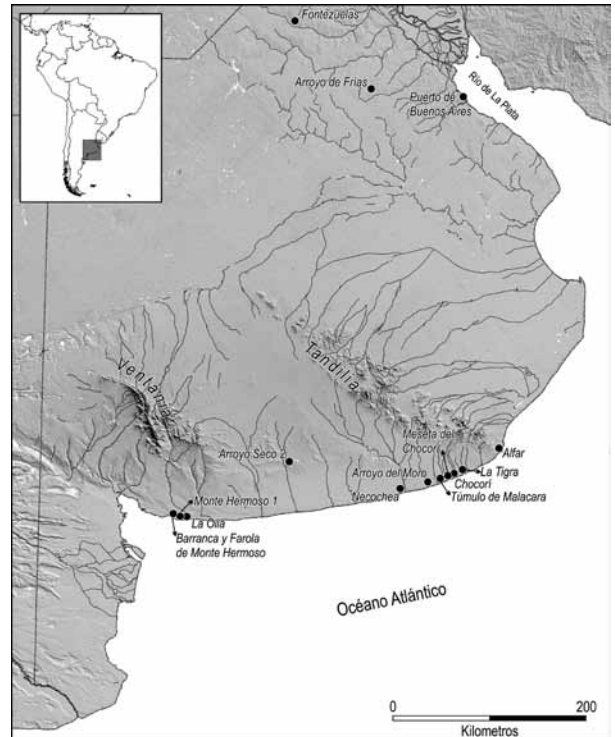 Fontezuelas
Arroyo de Frias
Puerto de
Buenos Aires
Río de La Plata
Ventania
Tandilia
Meseta del
Chocorí
Alfar
Arroyo Seco 2
Arroyo del Moro
La Tigra
Necochea
Chocorí
Túmulo de Malacara
Monte Hermoso 1
La Olla
Barranca y Farola
de Monte Hermoso
Océano Atlántico
0 200
Kilometros